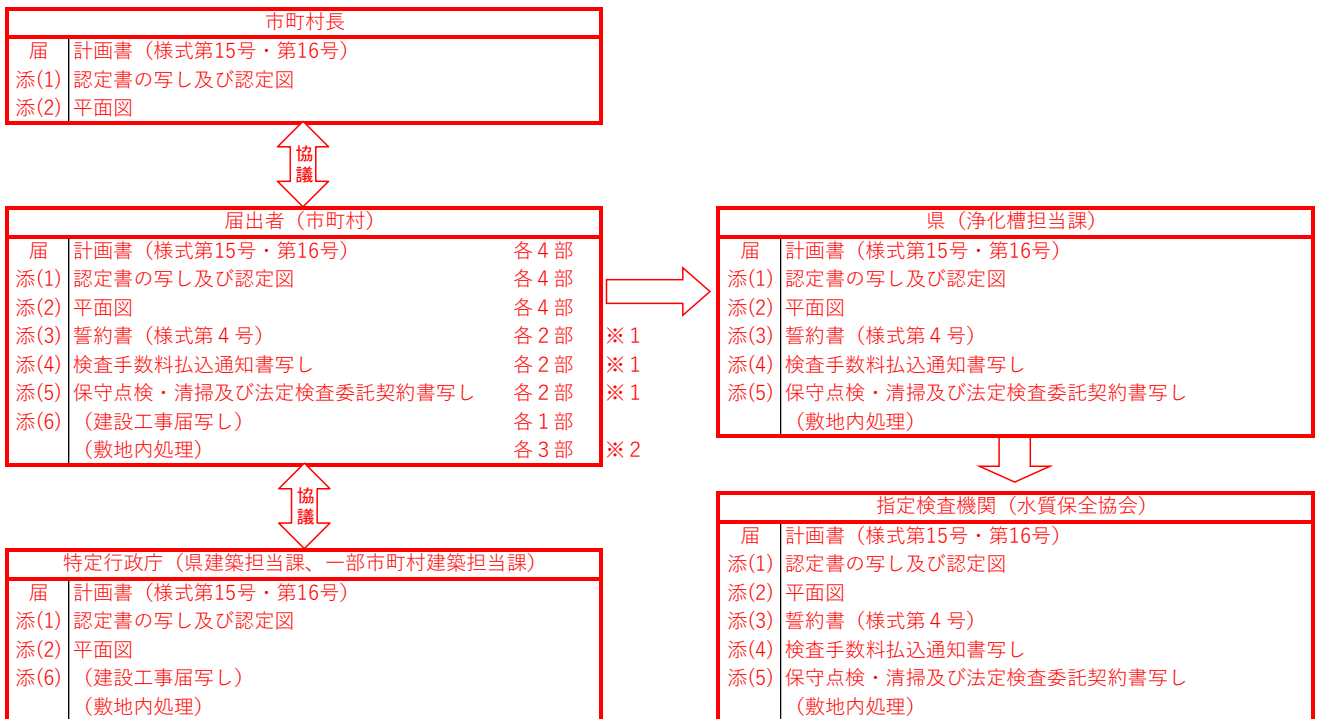 市町村長
届 計画書（様式第15号・第16号）
添(1) 認定書の写し及び認定図
添(2) 平面図
協議
届出者（市町村）
届 計画書（様式第15号・第16号） 各４部
添(1) 認定書の写し及び認定図 各４部
添(2) 平面図 各４部
添(3) 誓約書（様式第４号） 各２部 ※１
添(4) 検査手数料払込通知書写し 各２部 ※１
添(5) 保守点検・清掃及び法定検査委託契約書写し 各２部 ※１
添(6) （建設工事届写し） 各１部
（敷地内処理） 各３部 ※２
県（浄化槽担当課）
届 計画書（様式第15号・第16号）
添(1) 認定書の写し及び認定図
添(2) 平面図
添(3) 誓約書（様式第４号）
添(4) 検査手数料払込通知書写し
添(5) 保守点検・清掃及び法定検査委託契約書写し
（敷地内処理）
協議
特定行政庁（県建築担当課、一部市町村建築担当課）
届 計画書（様式第15号・第16号）
添(1) 認定書の写し及び認定図
添(2) 平面図
添(6) （建設工事届写し）
（敷地内処理）
指定検査機関（水質保全協会）
届 計画書（様式第15号・第16号）
添(1) 認定書の写し及び認定図
添(2) 平面図
添(3) 誓約書（様式第４号）
添(4) 検査手数料払込通知書写し
添(5) 保守点検・清掃及び法定検査委託契約書写し
（敷地内処理）